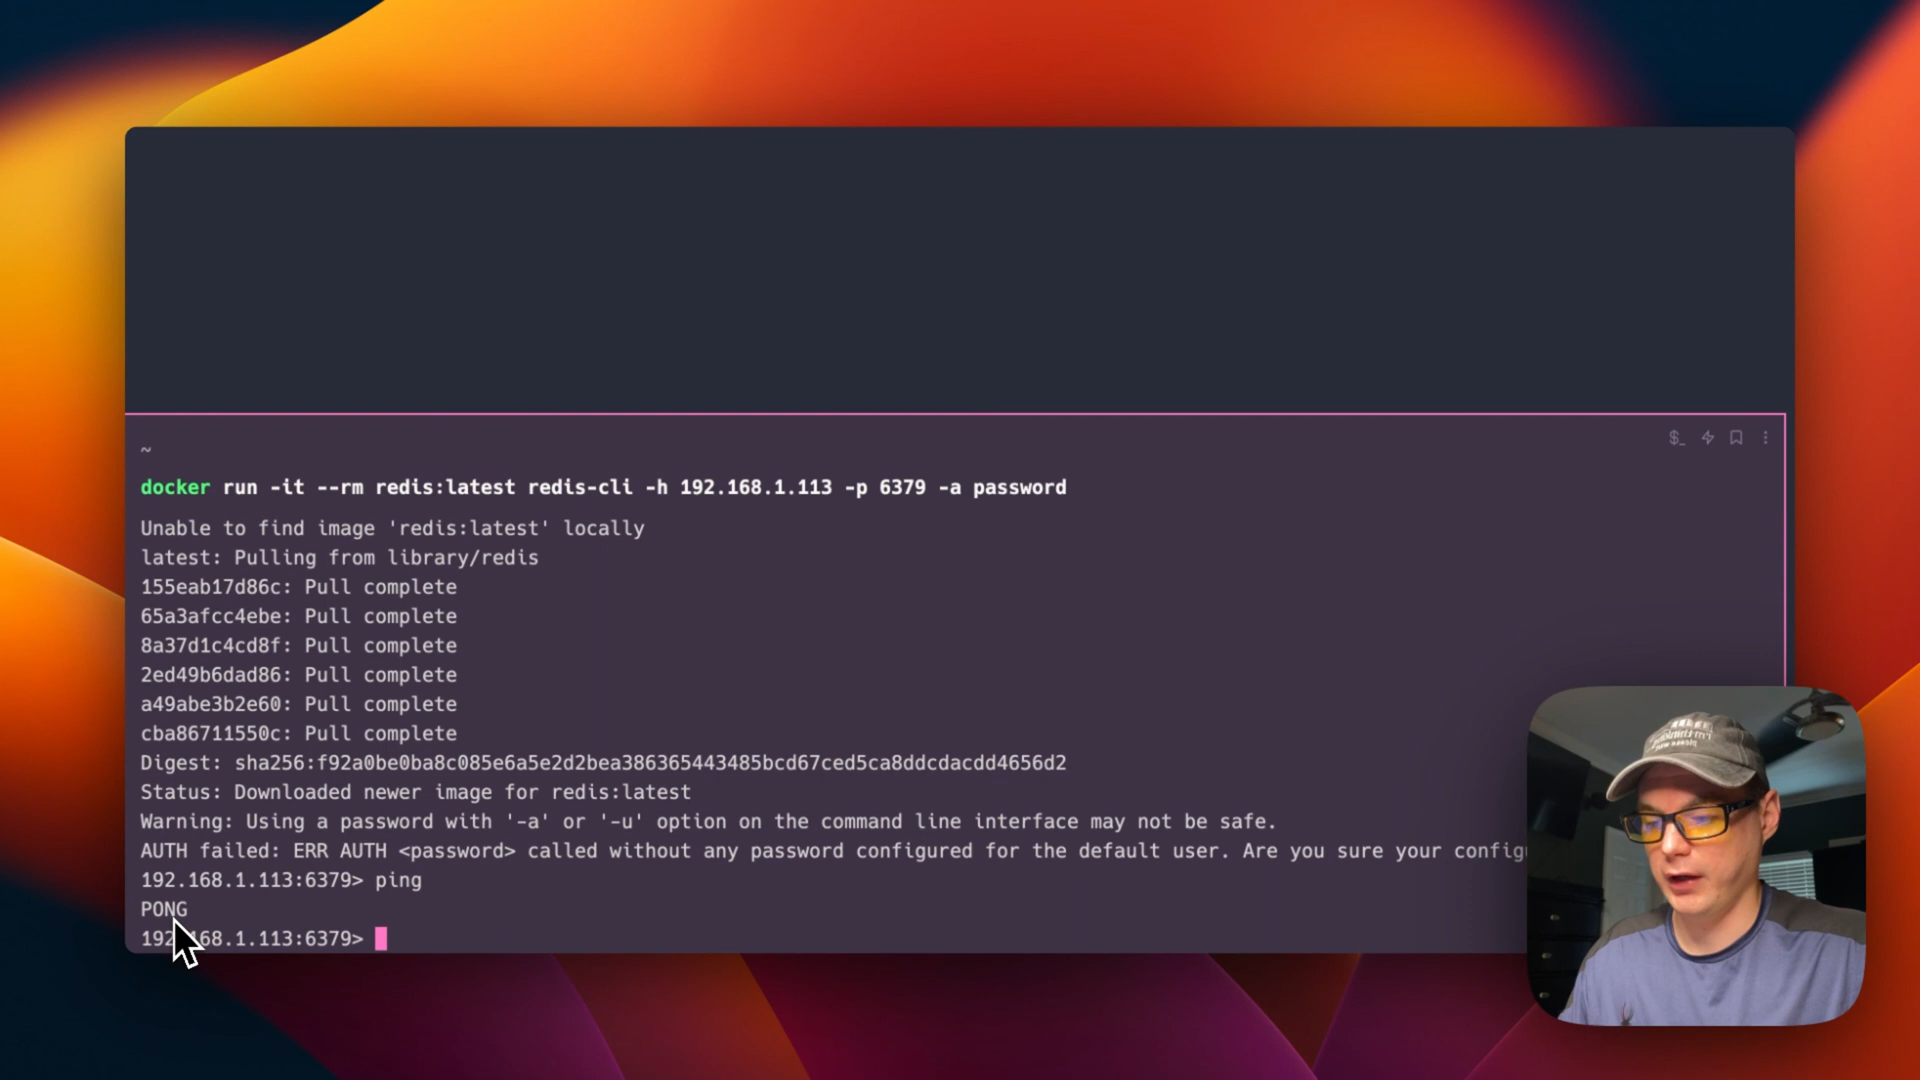 ~
$_
docker run -it --rm redis:latest redis-cli -h 192.168.1.113 -p 6379 -a password
Unable to find image 'redis:latest' locally
latest: Pulling from library/redis
155eab17d86c: Pull complete
65a3afcc4ebe: Pull complete
8a37d1c4cd8f: Pull complete
2ed49b6dad86: Pull complete
a49abe3b2e60: Pull complete
cba86711550c: Pull complete
Digest: sha256:f92a0be0ba8c085e6a5e2d2bea386365443485bcd67ced5ca8ddcdacdd4656d2
Status: Downloaded newer image for redis:latest
Warning: Using a password with '-a' or '-u' option on the command line interface may not be safe.
AUTH failed: ERR AUTH <password> called without any password configured for the default user. Are you sure your config
192.168.1.113:6379> ping
PONG
192.168.1.113:6379>